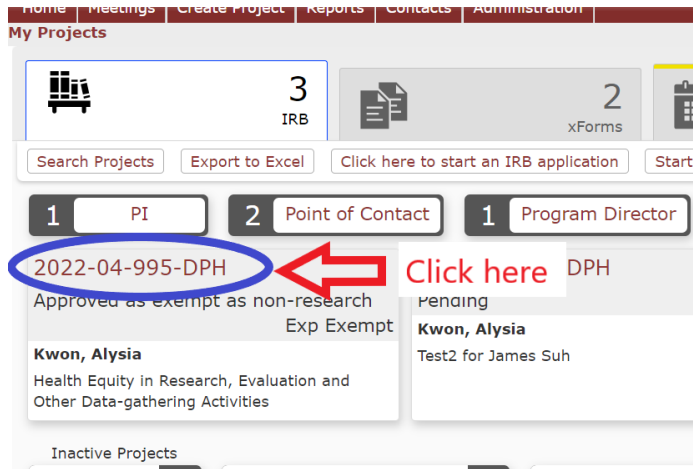 Home Meetings Create Project Reports Contacts Administration
My Projects
3
IRB
2
xForms
Search Projects Export to Excel Click here to start an IRB application Start
1 PI 2 Point of Contact 1 Program Director
2022-04-995-DPH Click here DPH
Approved as exempt as non-research Pending
Exp Exempt
Kwon, Alysia Kwon, Alysia
Health Equity in Research, Evaluation and Test2 for James Suh
Other Data-gathering Activities
Inactive Projects